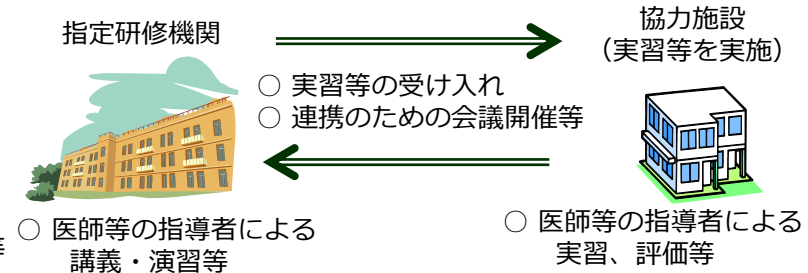 指定研修機関
協力施設
（実習等を実施）
○ 実習等の受け入れ
○ 連携のための会議開催等
○ 医師等の指導者による
講義・演習等
○ 医師等の指導者による
実習、評価等